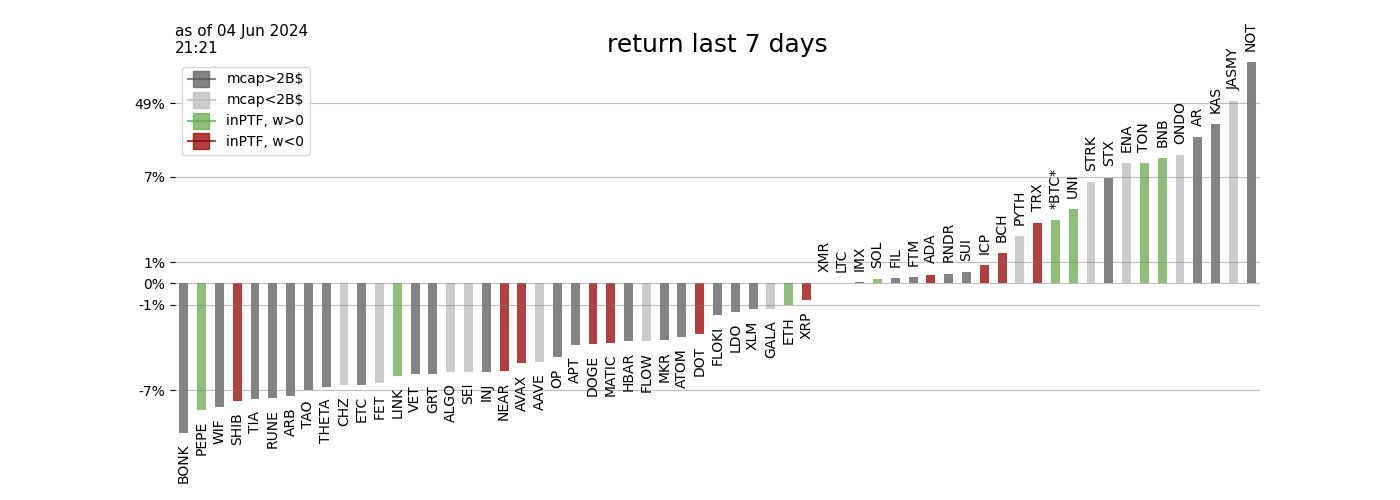 as of 04 Jun 2024
21:21
return last 7 days
mcap>2B$
mcap<2B$
inPTF, w>0
inPTF, w<0
49%
7%
1%
0%
-1%
-7%
BONK
PEPE
WIF
SHIB
TIA
RUNE
ARB
TAO
THETA
CHZ
ETC
FET
LINK
VET
GRT
ALGO
SEI
INJ
NEAR
AVAX
AAVE
OP
APT
DOGE
MATIC
HBAR
FLOW
MKR
ATOM
DOT
FLOKI
LDO
XLM
GALA
ETH
XRP
XMR
LTC
IMX
SOL
FIL
FTM
ADA
RNDR
SUI
ICP
BCH
PYTH
TRX
*BTC*
UNI
STRK
STX
ENA
TON
BNB
ONDO
AR
KAS
JASMY
NOT